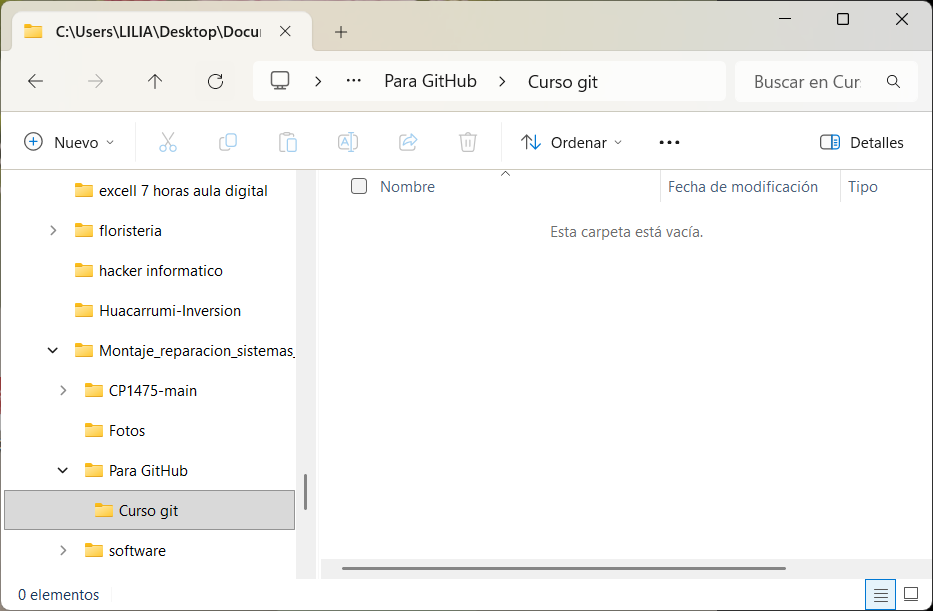 C:\Users\LILIA\Desktop\Docu
Para GitHub
Curso git
Buscar en Cur
Nuevo
Ordenar
Detalles
excell 7 horas aula digital
floristeria
hacker informatico
Huacarrumi-Inversion
Montaje_reparacion_sistemas_
CP1475-main
Fotos
Para GitHub
Curso git
software
Nombre
Fecha de modificación
Tipo
Esta carpeta está vacía.
0 elementos